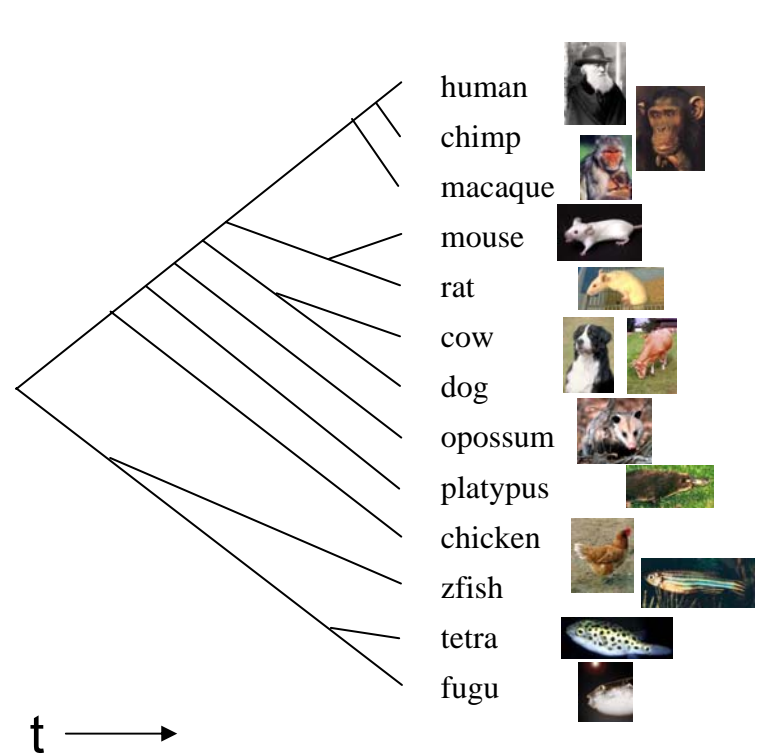 human
chimp
macaque
mouse
rat
cow
dog
opossum
platypus
chicken
zfish
tetra
fugu
t